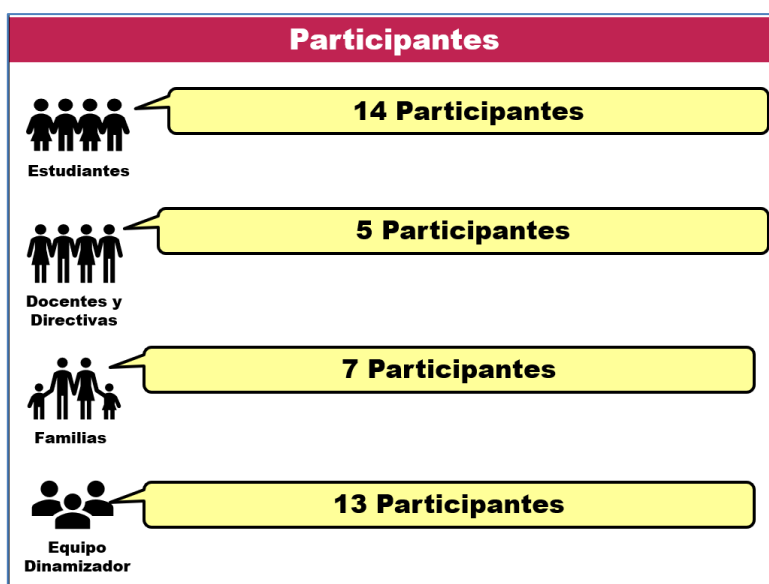 Participantes
14 Participantes
Estudiantes
5 Participantes
Docentes y
Directivas
7 Participantes
Familias
13 Participantes
Equipo
Dinamizador